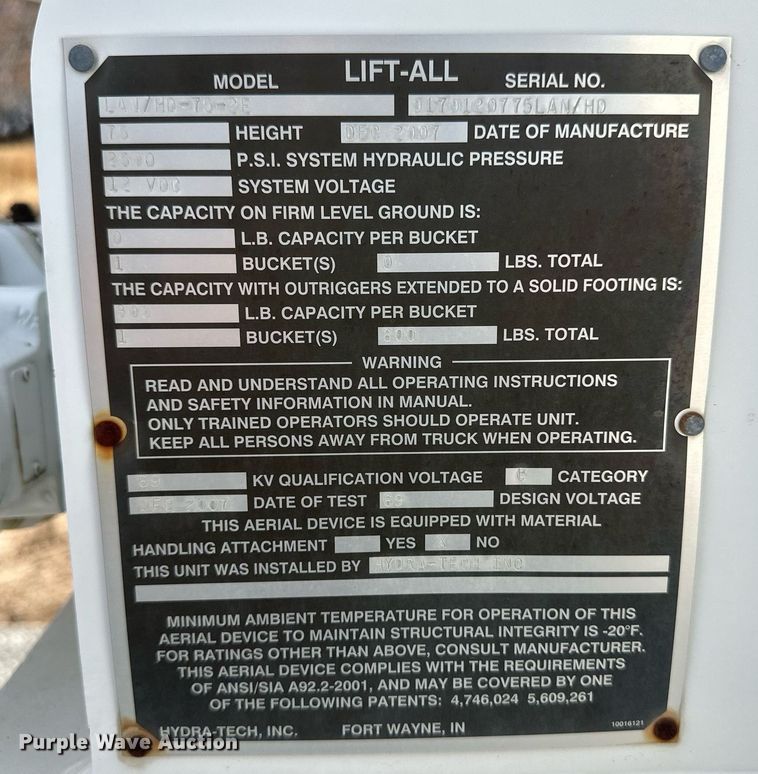 LIFT-ALL
MODEL SERIAL NO.
LAN/HD-75-2E 0170120775LAN/HD
75 HEIGHT DEC 2007 DATE OF MANUFACTURE
P.S.I. SYSTEM HYDRAULIC PRESSURE
12 VDC SYSTEM VOLTAGE
THE CAPACITY ON FIRM LEVEL GROUND IS:
0 L.B. CAPACITY PER BUCKET
1 BUCKET(S) 0 LBS. TOTAL
THE CAPACITY WITH OUTRIGGERS EXTENDED TO A SOLID FOOTING IS:
L.B. CAPACITY PER BUCKET
1 BUCKET(S) LBS. TOTAL
WARNING
READ AND UNDERSTAND ALL OPERATING INSTRUCTIONS
AND SAFETY INFORMATION IN MANUAL.
ONLY TRAINED OPERATORS SHOULD OPERATE UNIT.
KEEP ALL PERSONS AWAY FROM TRUCK WHEN OPERATING.
69 KV QUALIFICATION VOLTAGE CATEGORY
DEC 2007 DATE OF TEST 69 DESIGN VOLTAGE
THIS AERIAL DEVICE IS EQUIPPED WITH MATERIAL
HANDLING ATTACHMENT YES X NO
THIS UNIT WAS INSTALLED BY HYDRA-TECH INC
MINIMUM AMBIENT TEMPERATURE FOR OPERATION OF THIS
AERIAL DEVICE TO MAINTAIN STRUCTURAL INTEGRITY IS -20°F.
FOR RATINGS OTHER THAN ABOVE, CONSULT MANUFACTURER.
THIS AERIAL DEVICE COMPLIES WITH THE REQUIREMENTS
OF ANSI/SIA A92.2-2001, AND MAY BE COVERED BY ONE
OF THE FOLLOWING PATENTS: 4,746,024 5,609,261
HYDRA-TECH, INC. FORT WAYNE, IN 10016121
Purple Wave Auction